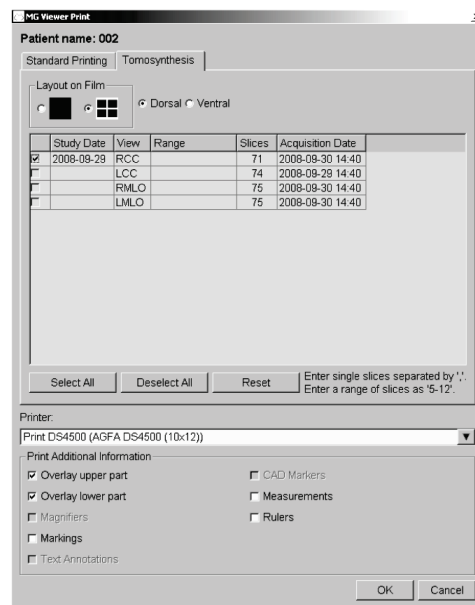 MG Viewer Print
Patient name: 002
Standard Printing Tomosynthesis
Layout on Film
Dorsal Ventral
Study Date View Range Slices Acquisition Date
2008-09-29 RCC 71 2008-09-30 14:40
LCC 74 2008-09-29 14:40
RMLO 75 2008-09-30 14:40
LMLO 75 2008-09-30 14:40
Select All Deselect All Reset Enter single slices separated by ','.
Enter a range of slices as '5-12'.
Printer:
Print DS4500 (AGFA DS4500 (10x12))
Print Additional Information
Overlay upper part CAD Markers
Overlay lower part Measurements
Magnifiers Rulers
Markings
Text Annotations
OK Cancel